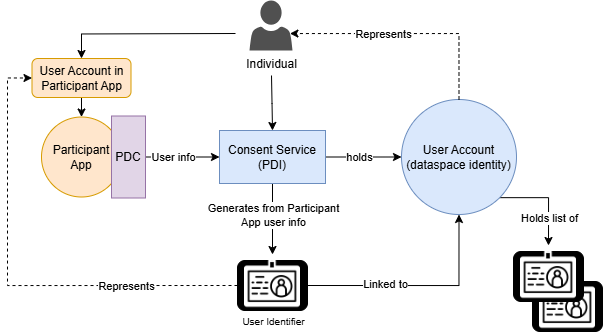 Represents
Individual
User Account in
Participant App
Participant
App
PDC
User info
Consent Service
(PDI)
holds
User Account
(dataspace identity)
Generates from Participant
App user info
Holds list of
Represents
Linked to
User Identifier